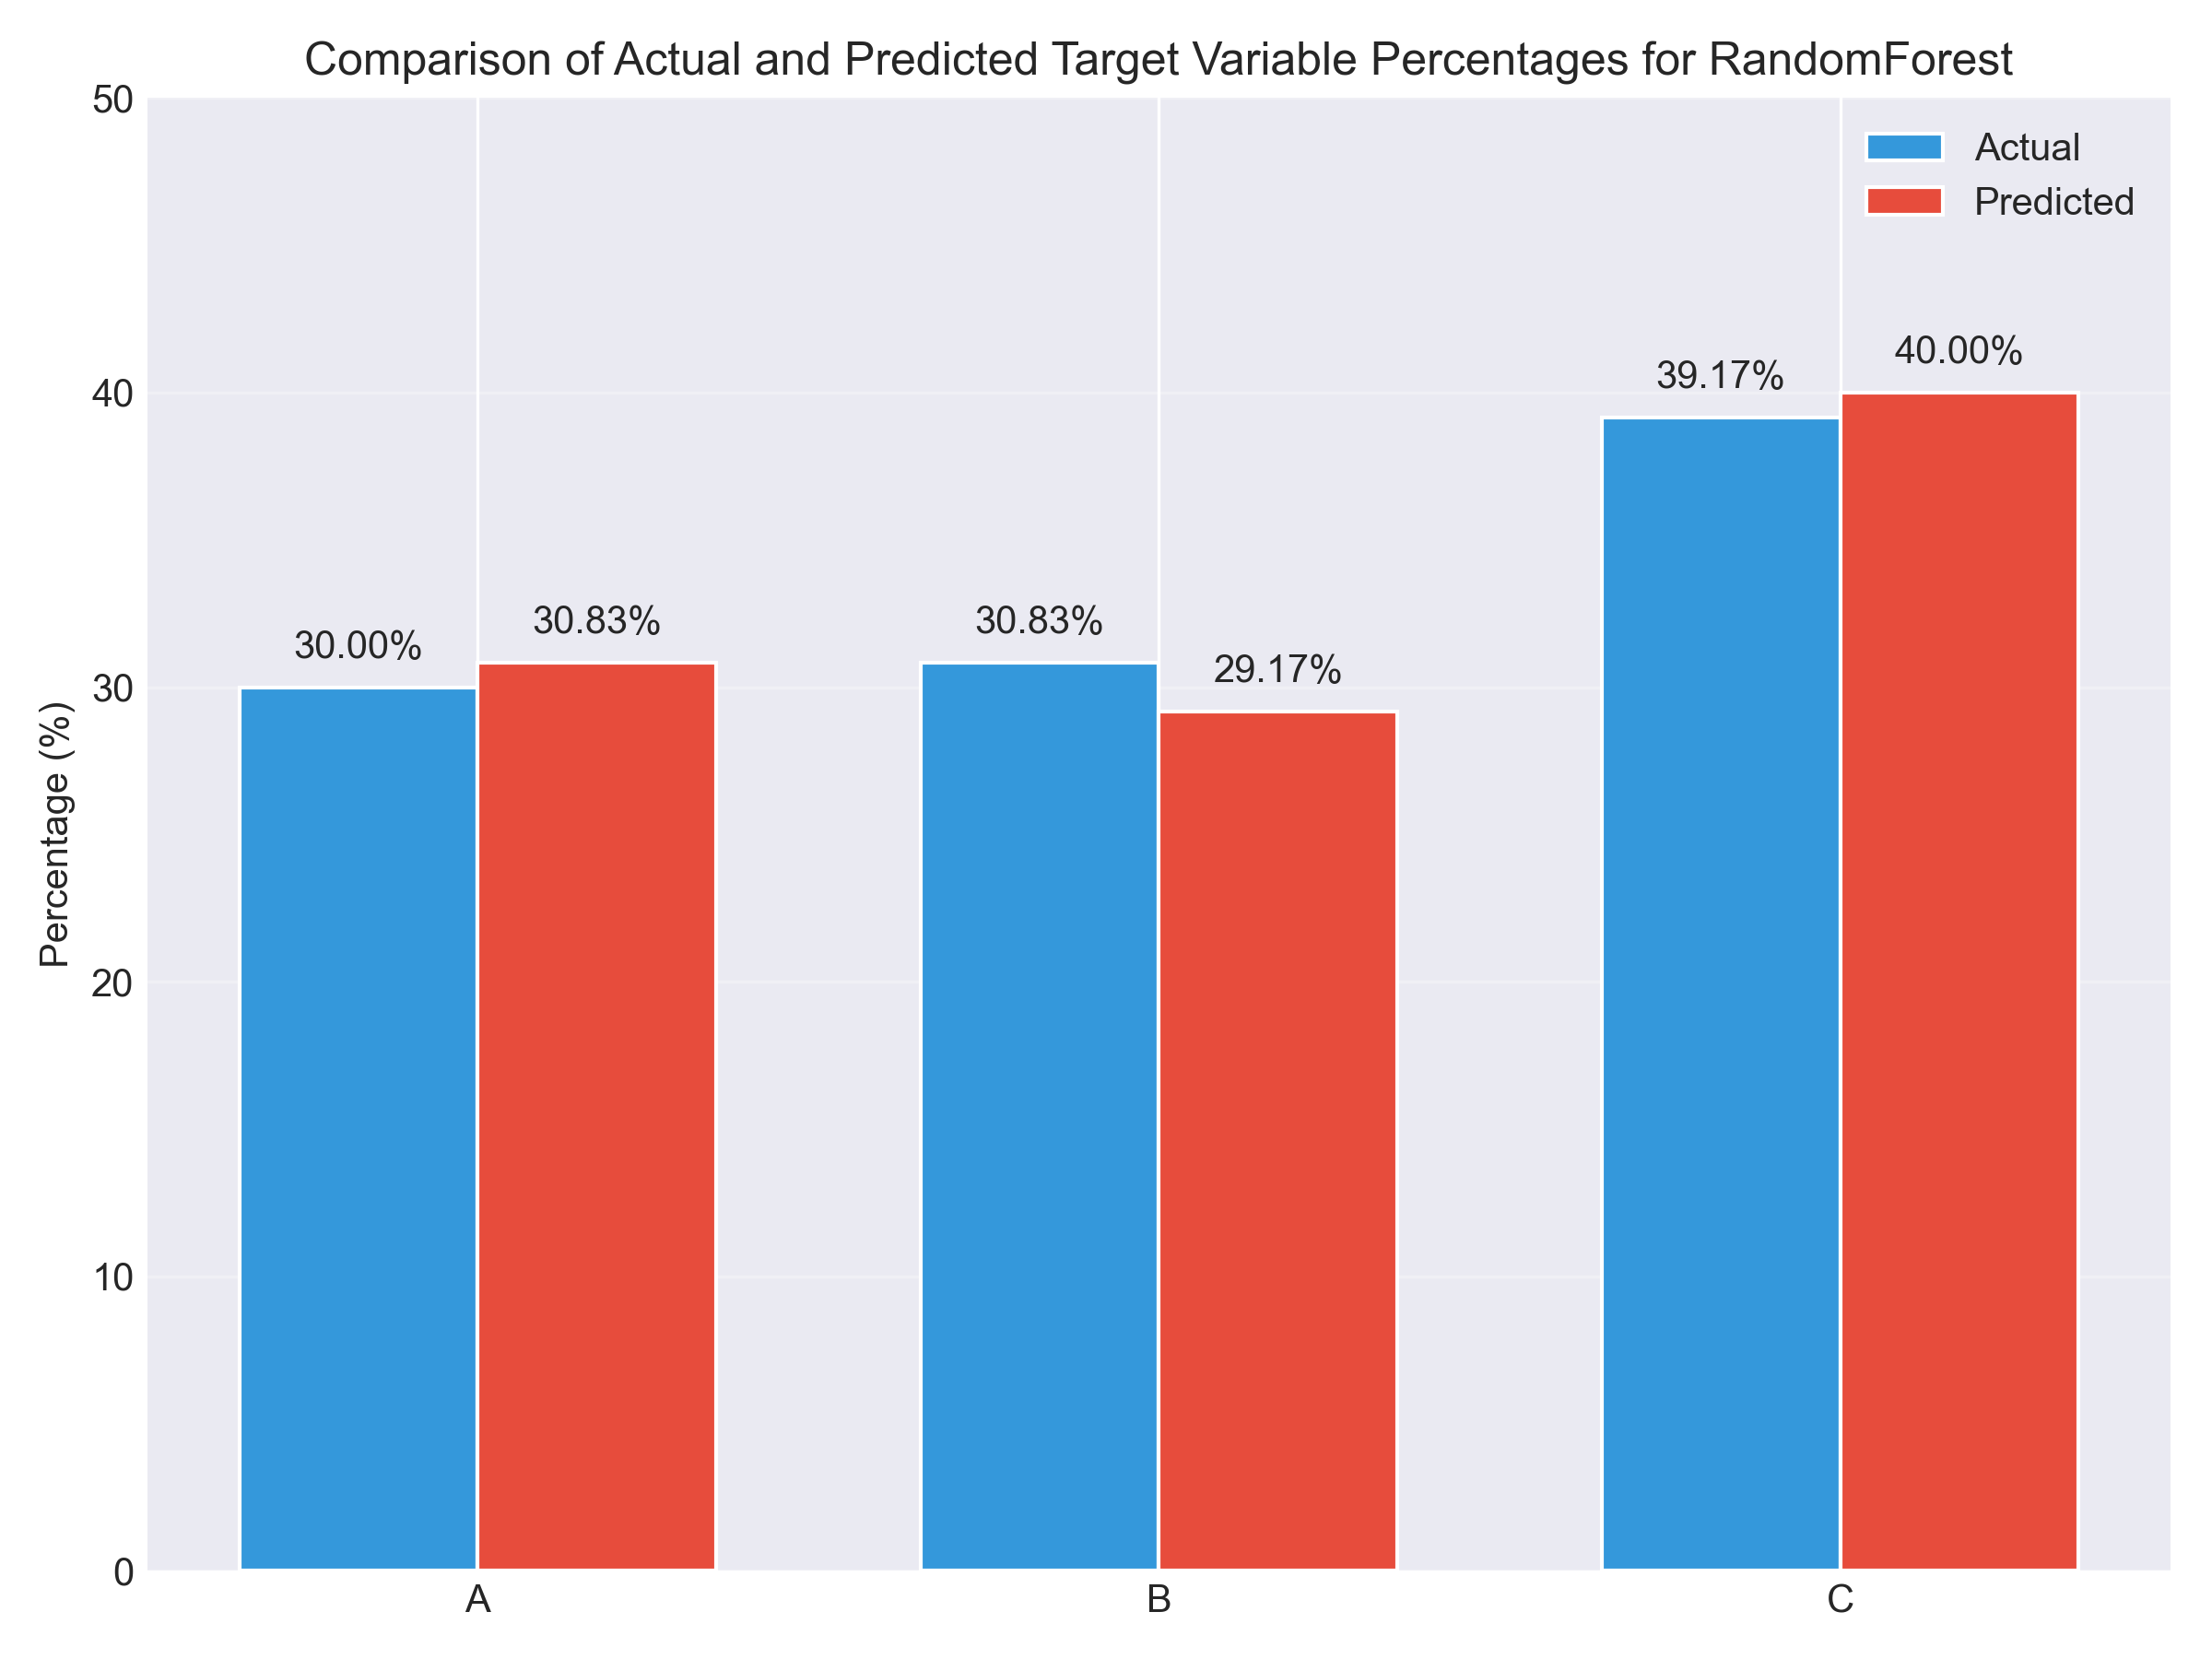 Comparison of Actual and Predicted Target Variable Percentages for RandomForest
50
Actual
Predicted
40.00%
39.17%
40
30.83%
30.83%
30.00%
29.17%
30
Percentage (%)
20
10
0
A
B
C